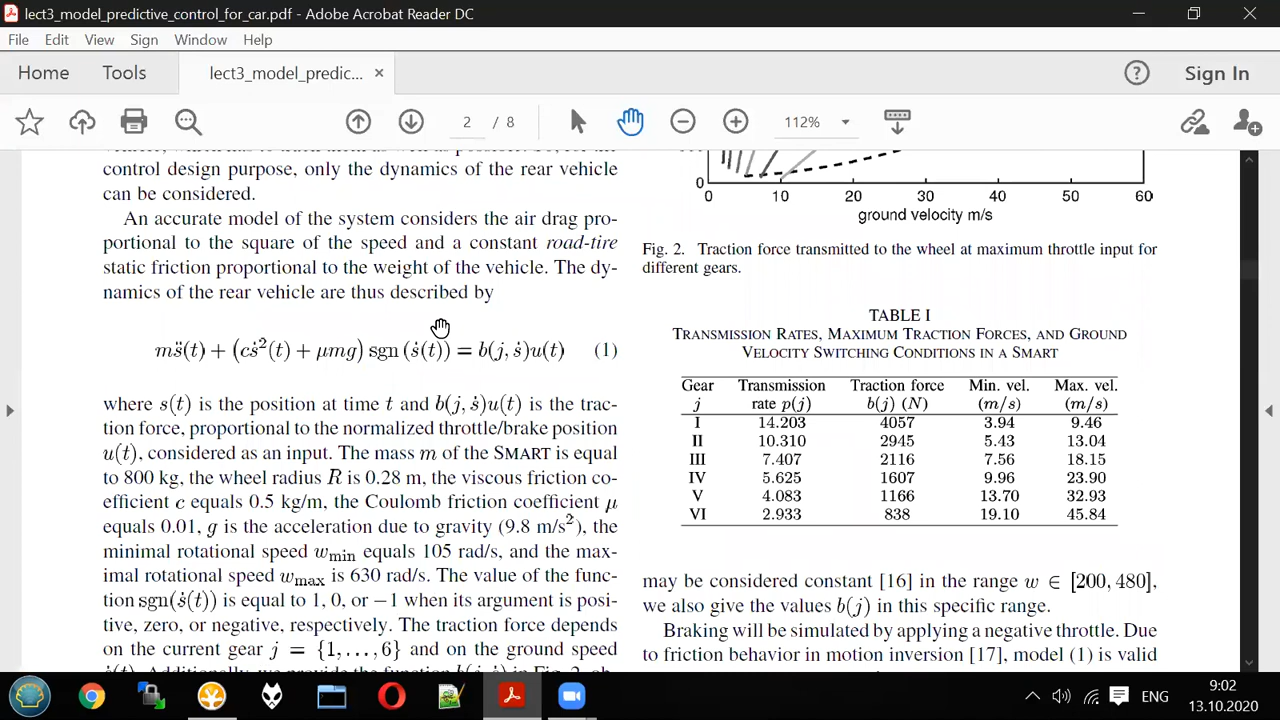 lect3_model_predictive_control_for_car.pdf - Adobe Acrobat Reader DC
File Edit View Sign Window Help
Home Tools lect3_model_predic... × Sign In
2 / 8 112%
control design purpose, only the dynamics of the rear vehicle
can be considered.
An accurate model of the system considers the air drag pro-
portional to the square of the speed and a constant road-tire
static friction proportional to the weight of the vehicle. The dy-
namics of the rear vehicle are thus described by
ms̈(t) + (cṡ²(t) + μmg) sgn (ṡ(t)) = b(j, ṡ)u(t) (1)
where s(t) is the position at time t and b(j, ṡ)u(t) is the trac-
tion force, proportional to the normalized throttle/brake position
u(t), considered as an input. The mass m of the SMART is equal
to 800 kg, the wheel radius R is 0.28 m, the viscous friction co-
efficient c equals 0.5 kg/m, the Coulomb friction coefficient μ
equals 0.01, g is the acceleration due to gravity (9.8 m/s²), the
minimal rotational speed wmin equals 105 rad/s, and the max-
imal rotational speed wmax is 630 rad/s. The value of the func-
tion sgn(ṡ(t)) is equal to 1, 0, or −1 when its argument is posi-
tive, zero, or negative, respectively. The traction force depends
on the current gear j = {1,...,6} and on the ground speed
0
0 10 20 30 40 50 60
ground velocity m/s
Fig. 2. Traction force transmitted to the wheel at maximum throttle input for
different gears.
TABLE I
TRANSMISSION RATES, MAXIMUM TRACTION FORCES, AND GROUND
VELOCITY SWITCHING CONDITIONS IN A SMART
Gear Transmission Traction force Min. vel. Max. vel.
j rate p(j) b(j) (N) (m/s) (m/s)
I 14.203 4057 3.94 9.46
II 10.310 2945 5.43 13.04
III 7.407 2116 7.56 18.15
IV 5.625 1607 9.96 23.90
V 4.083 1166 13.70 32.93
VI 2.933 838 19.10 45.84
may be considered constant [16] in the range w ∈ [200, 480],
we also give the values b(j) in this specific range.
Braking will be simulated by applying a negative throttle. Due
to friction behavior in motion inversion [17], model (1) is valid
ENG
9:02
13.10.2020